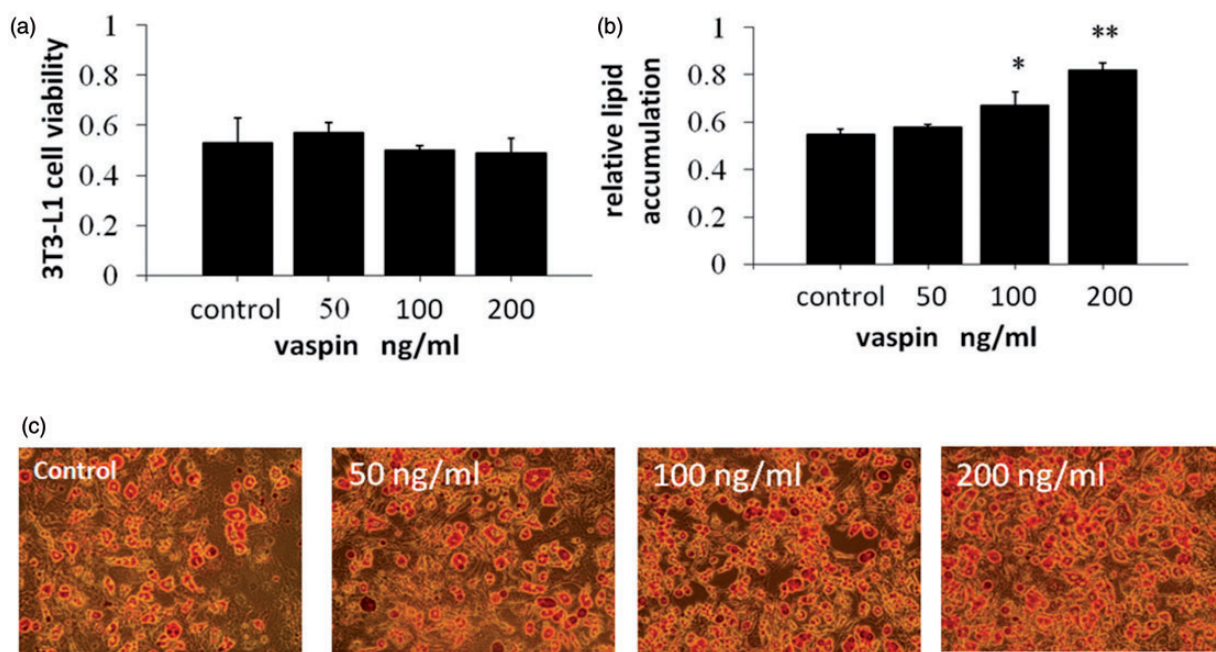 (a)
3T3-L1 cell viability
1
0.8
0.6
0.4
0.2
0
control 50 100 200
vaspin ng/ml
(b)
relative lipid
accumulation
1
0.8
0.6
0.4
0.2
0
*
**
control 50 100 200
vaspin ng/ml
(c)
Control
50 ng/ml
100 ng/ml
200 ng/ml